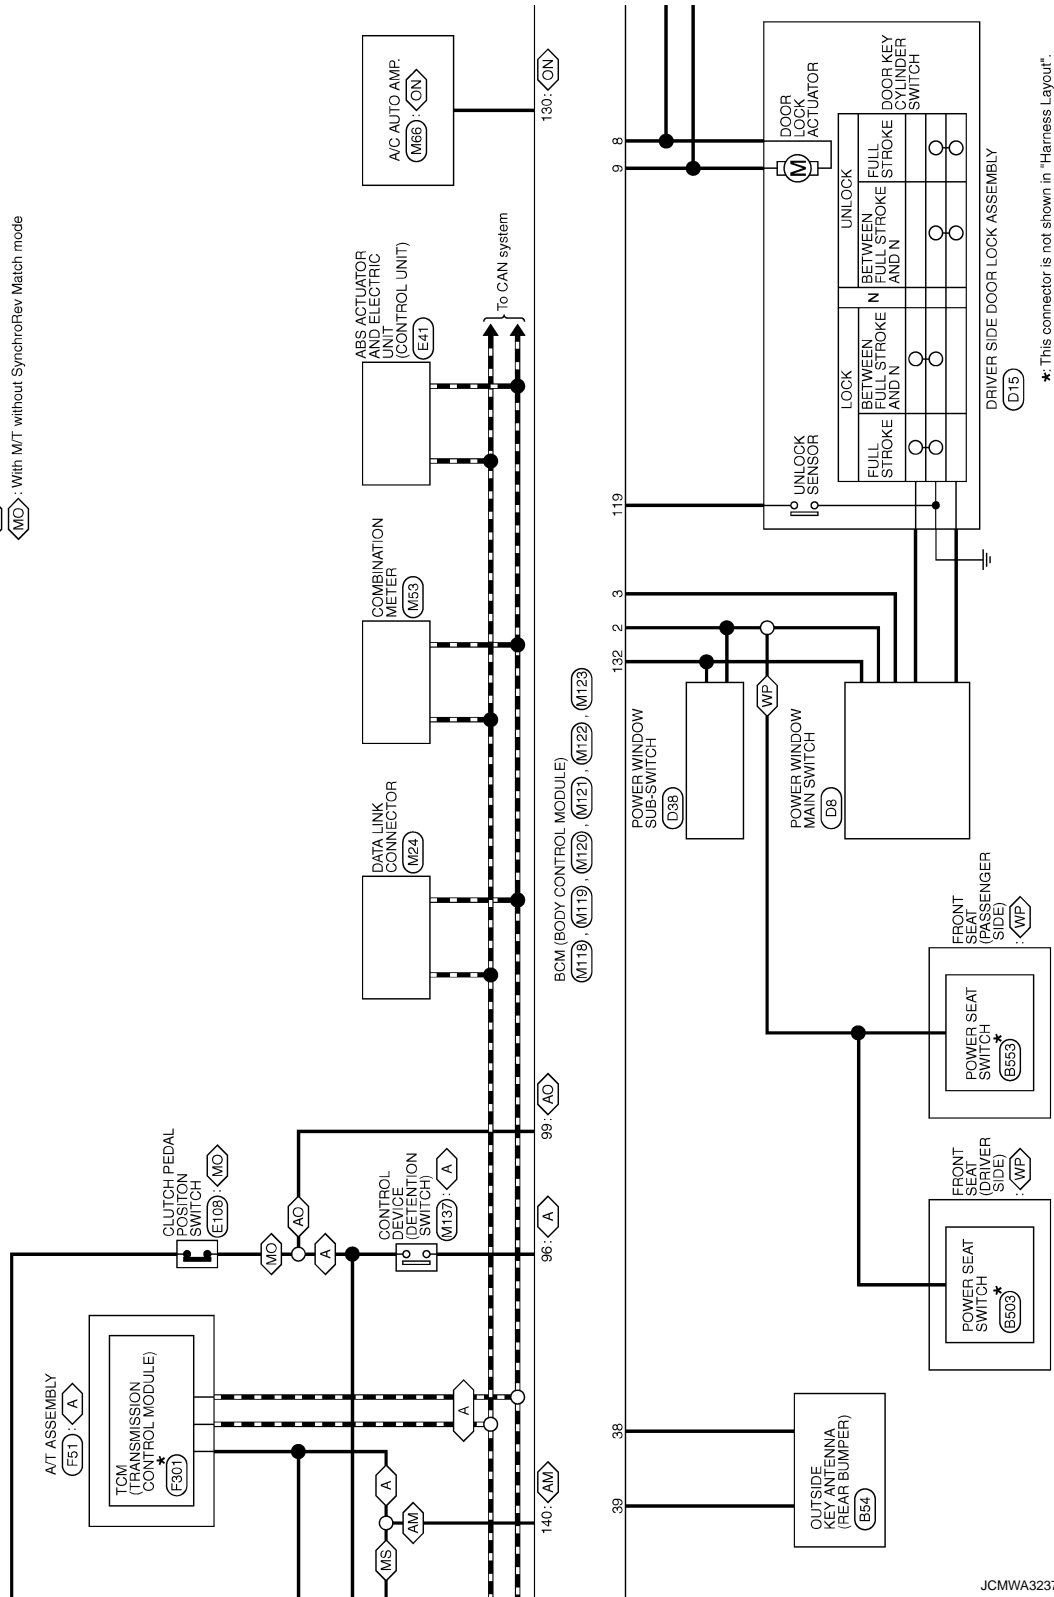 MO : With M/T without SynchroRev Match mode
A/T ASSEMBLY
F51 : A
TCM
(TRANSMISSION
CONTROL MODULE)
*
F301
CLUTCH PEDAL
POSITON
SWITCH
E108 : MO
MO
AO
A
CONTROL
DEVICE
(DETENTION
SWITCH)
M137 : A
A
A
MS
AM
140: AM
96: A
99: AO
DATA LINK
CONNECTOR
M24
COMBINATION
METER
M53
ABS ACTUATOR
AND ELECTRIC
UNIT
(CONTROL UNIT)
E41
To CAN system
A/C AUTO AMP.
M66 : ON
130: ON
BCM (BODY CONTROL MODULE)
M118 , M119 , M120 , M121 , M122 , M123
39
38
132
2
3
119
9
8
OUTSIDE
KEY ANTENNA
(REAR BUMPER)
B54
POWER SEAT
SWITCH
*
B503
FRONT
SEAT
(DRIVER
SIDE)
: WP
POWER SEAT
SWITCH
*
B553
FRONT
SEAT
(PASSENGER
SIDE)
: WP
POWER WINDOW
SUB-SWITCH
D38
WP
POWER WINDOW
MAIN SWITCH
D8
UNLOCK
SENSOR
DOOR
LOCK
ACTUATOR
M
LOCK
N
UNLOCK
FULL
STROKE
BETWEEN
FULL STROKE
AND N
BETWEEN
FULL STROKE
AND N
FULL
STROKE
DOOR KEY
CYLINDER
SWITCH
DRIVER SIDE DOOR LOCK ASSEMBLY
D15
*: This connector is not shown in "Harness Layout".